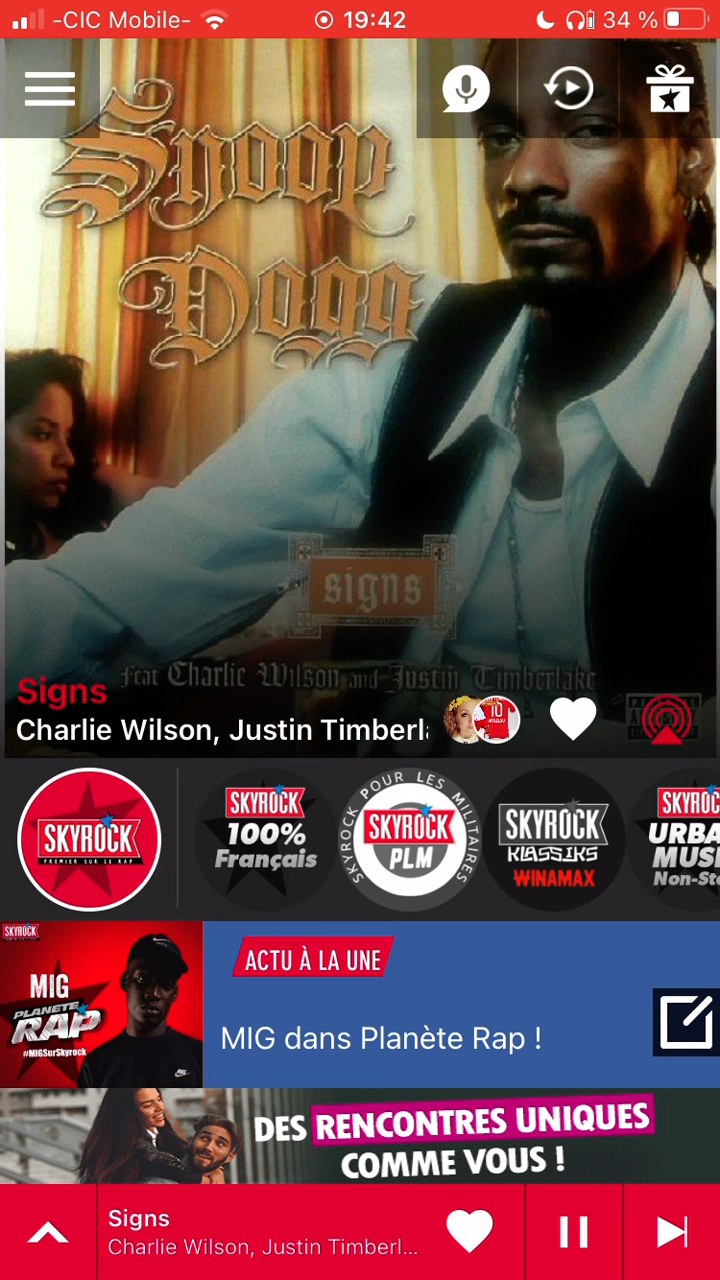 -CIC Mobile-
19:42
34 %
Snoop
Dogg
signs
feat Charlie Wilson and Justin Timberlake
Signs
Charlie Wilson, Justin Timberl
10
SKYROCK
PREMIER SUR LE RAP
SKYROCK
100%
Français
SKYROCK POUR LES MILITAIRES
SKYROCK
PLM
SKYROCK
KLASSIKS
WINAMAX
SKYROC
URBA
MUSI
Non-Sto
SKYROCK
MIG
PLANETE
RAP
#MIGSurSkyrock
ACTU À LA UNE
MIG dans Planète Rap !
DES RENCONTRES UNIQUES
COMME VOUS !
Signs
Charlie Wilson, Justin Timberl...